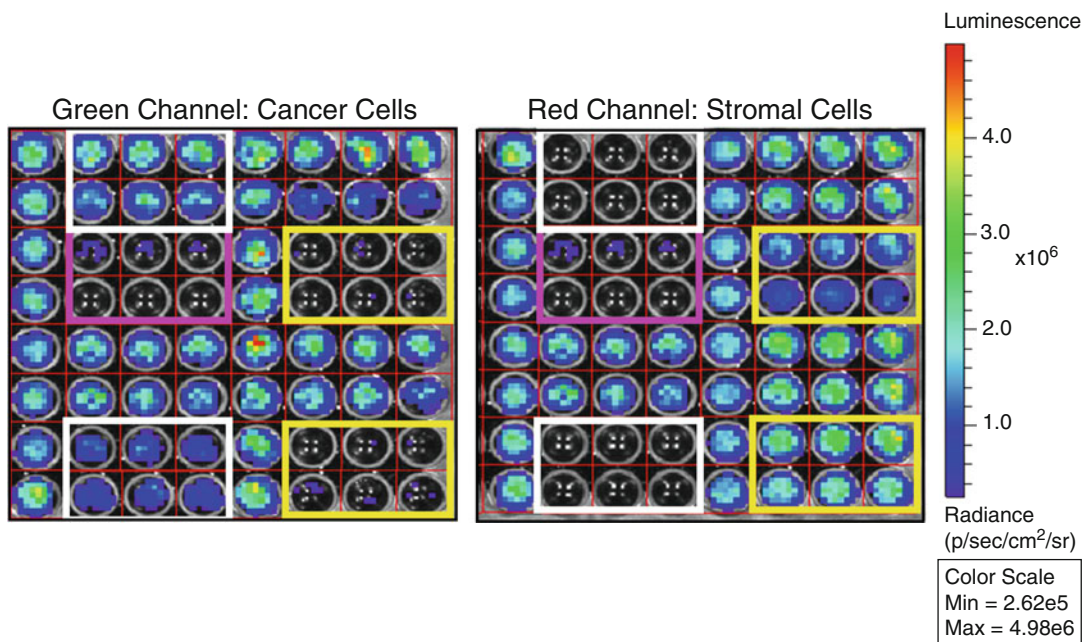 Luminescence
Green Channel: Cancer Cells
Red Channel: Stromal Cells
4.0
3.0
x10⁶
2.0
1.0
Radiance
(p/sec/cm²/sr)
Color Scale
Min = 2.62e5
Max = 4.98e6